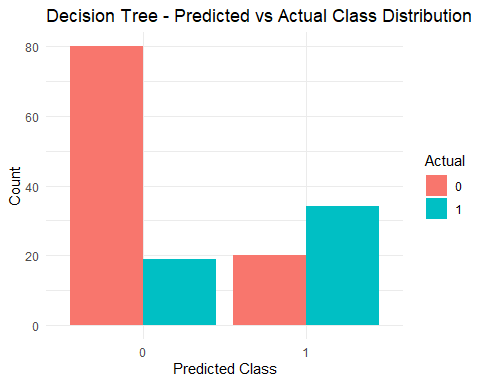 Decision Tree - Predicted vs Actual Class Distribution
80
60
40
20
0
Count
0 1
Predicted Class
Actual
0
1